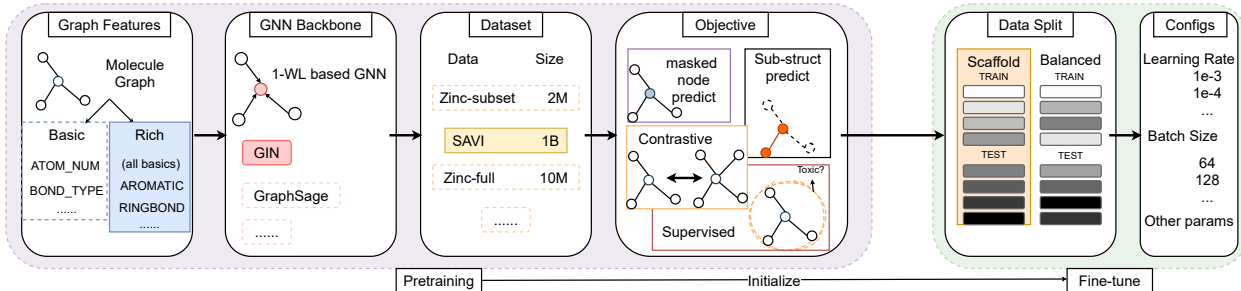 Graph Features
Molecule
Graph
Basic
ATOM_NUM
BOND_TYPE
......
Rich
(all basics)
AROMATIC
RINGBOND
......
GNN Backbone
1-WL based GNN
GIN
GraphSage
......
Dataset
Data Size
Zinc-subset 2M
SAVI 1B
Zinc-full 10M
......
Objective
masked
node
predict
Sub-struct
predict
Contrastive
Toxic?
Supervised
Data Split
Scaffold
TRAIN
TEST
Balanced
TRAIN
TEST
Configs
Learning Rate
1e-3
1e-4
...
Batch Size
64
128
...
Other params
Pretraining
Initialize
Fine-tune